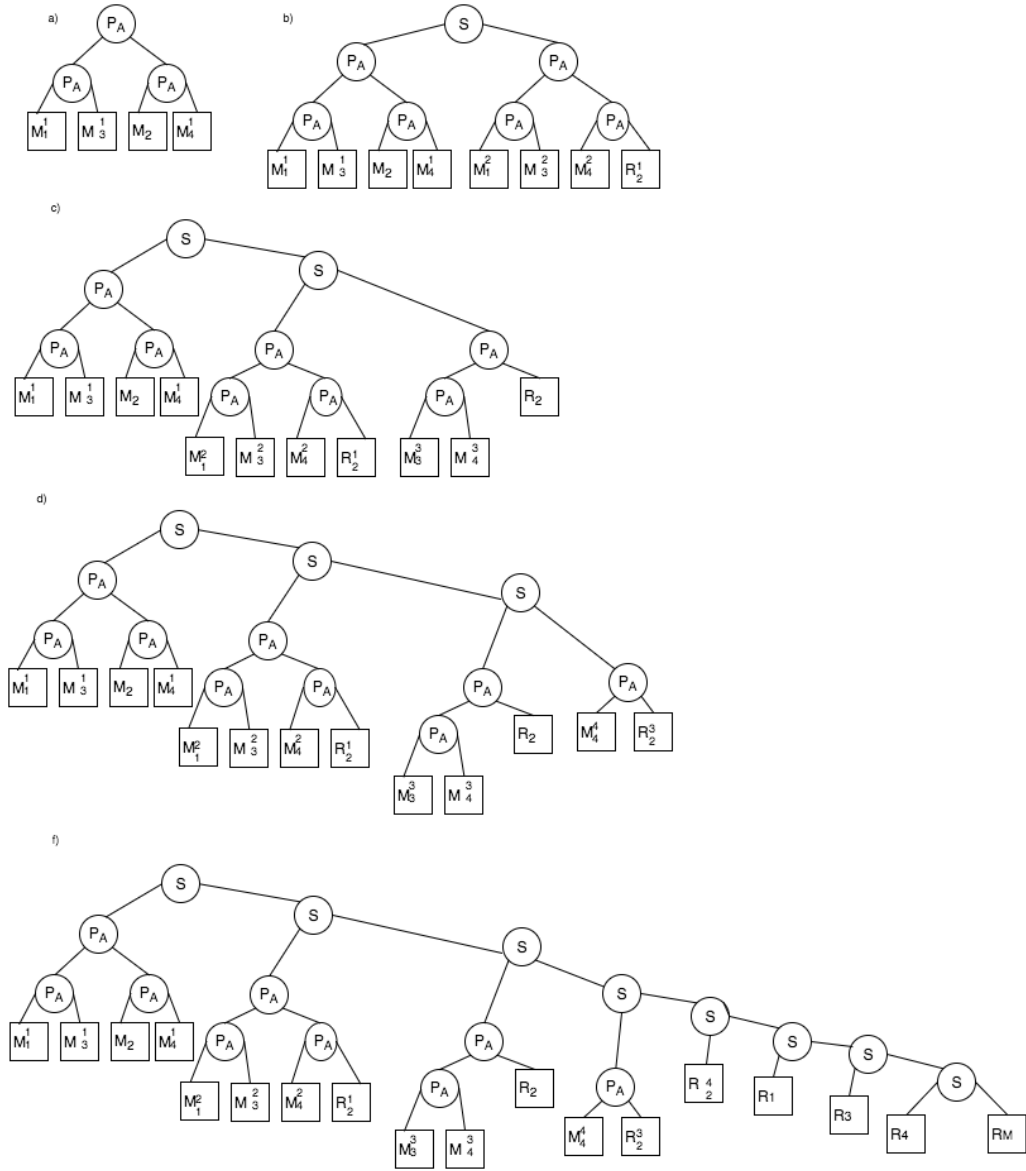 a)
P_A
P_A P_A
M_1^1 M_3^1 M_2 M_4^1
b)
S
P_A P_A
P_A P_A P_A P_A
M_1^1 M_3^1 M_2 M_4^1 M_1^2 M_3^2 M_4^2 R_2^1
c)
S
S
P_A
P_A P_A P_A P_A
M_1^1 M_3^1 M_2 M_4^1
P_A P_A P_A R_2
M_1^2 M_3^2 M_4^2 R_2^1 M_3^3 M_4^3
d)
S
S
P_A S
P_A P_A P_A
M_1^1 M_3^1 M_2 M_4^1
P_A P_A P_A P_A
M_1^2 M_3^2 M_4^2 R_2^1 P_A R_2 M_4^4 R_2^3
M_3^3 M_4^3
f)
S
S
P_A S
P_A P_A P_A S
S
M_1^1 M_3^1 M_2 M_4^1 P_A P_A P_A S S
R_2^4 S
M_1^2 M_3^2 M_4^2 R_2^1 P_A R_2 P_A R_1
R_3
M_3^3 M_4^3 M_4^4 R_2^3 R_4 R_M